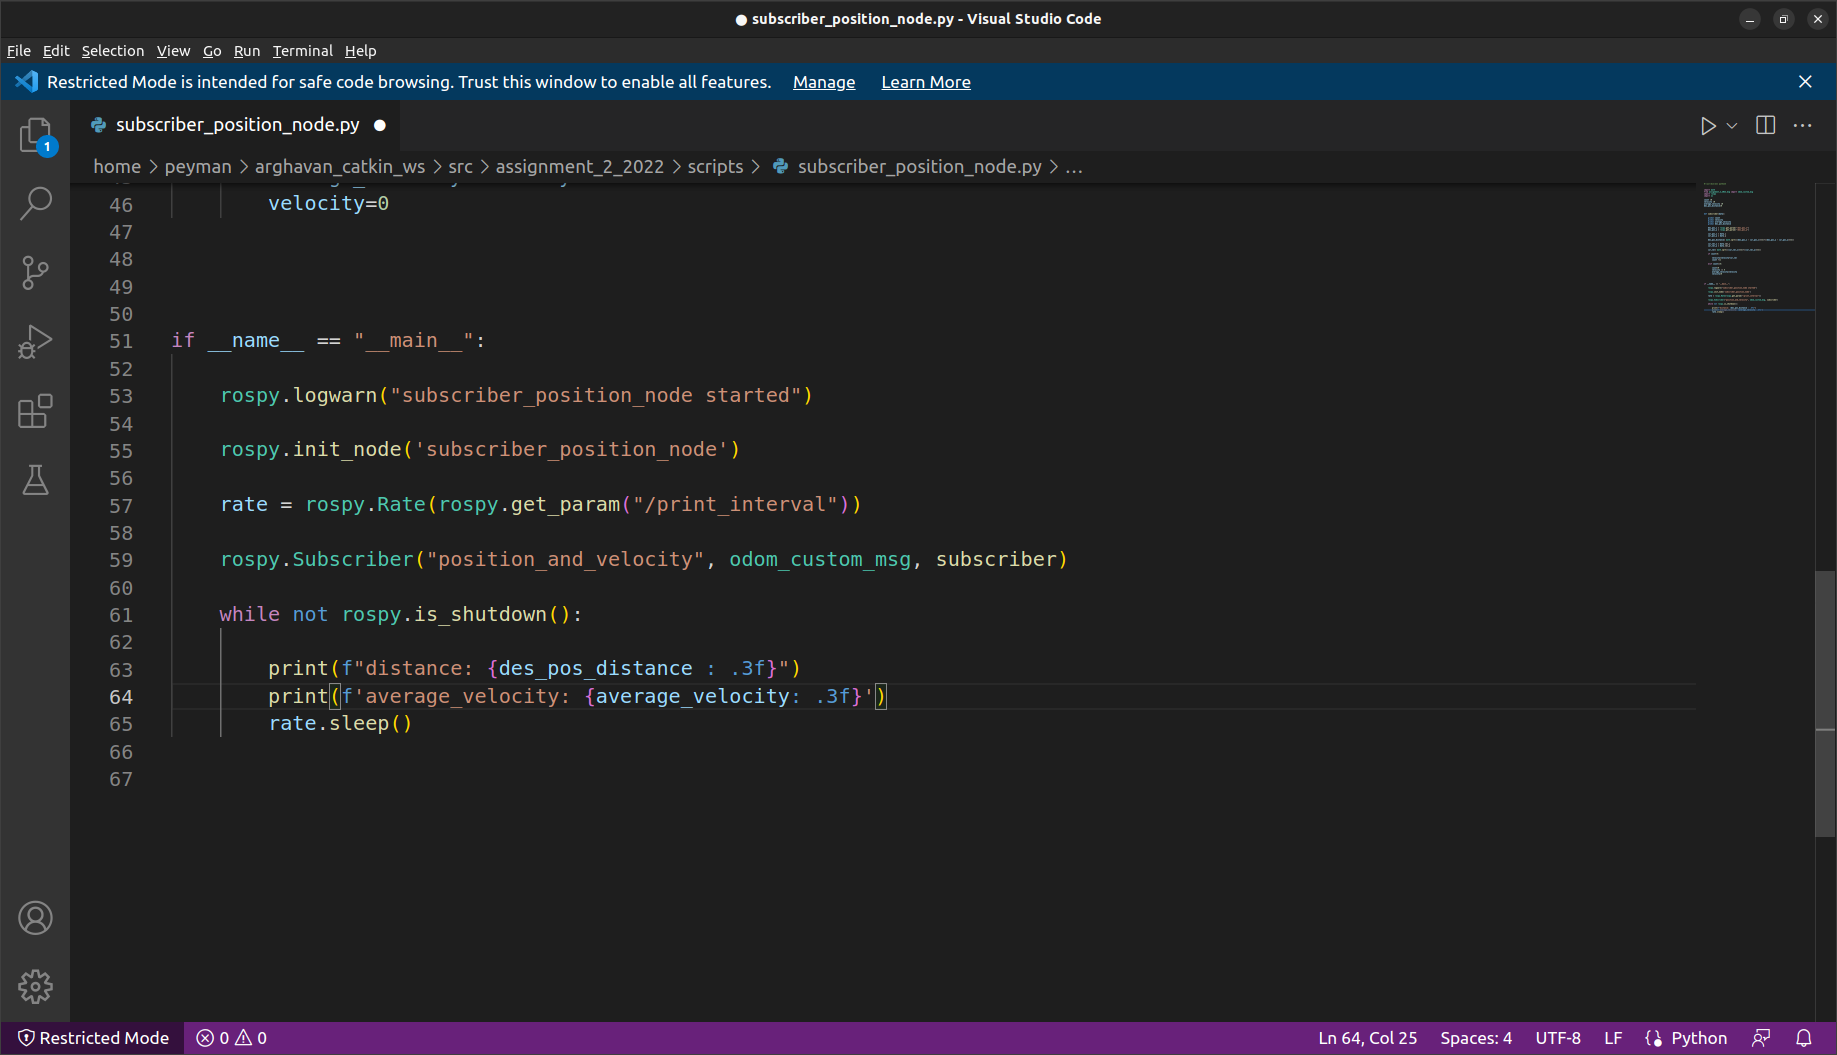 ● subscriber_position_node.py - Visual Studio Code
File Edit Selection View Go Run Terminal Help
Restricted Mode is intended for safe code browsing. Trust this window to enable all features. Manage Learn More
subscriber_position_node.py ●
1
home > peyman > arghavan_catkin_ws > src > assignment_2_2022 > scripts > subscriber_position_node.py > ...
46 velocity=0
47
48
49
50
51 if __name__ == "__main__":
52
53 rospy.logwarn("subscriber_position_node started")
54
55 rospy.init_node('subscriber_position_node')
56
57 rate = rospy.Rate(rospy.get_param("/print_interval"))
58
59 rospy.Subscriber("position_and_velocity", odom_custom_msg, subscriber)
60
61 while not rospy.is_shutdown():
62
63 print(f"distance: {des_pos_distance : .3f}")
64 print(f'average_velocity: {average_velocity: .3f}')
65 rate.sleep()
66
67
Restricted Mode 0 0 Ln 64, Col 25 Spaces: 4 UTF-8 LF Python